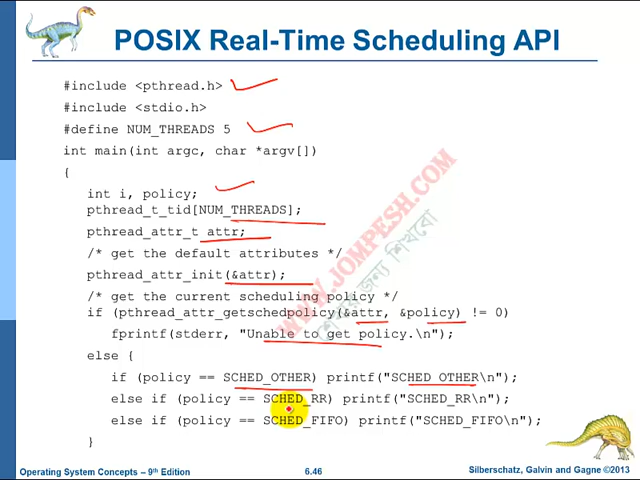 POSIX Real-Time Scheduling API
#include <pthread.h>
#include <stdio.h>
#define NUM_THREADS 5
int main(int argc, char *argv[])
{
int i, policy;
pthread_t_tid[NUM_THREADS];
pthread_attr_t attr;
/* get the default attributes */
pthread_attr_init(&attr);
/* get the current scheduling policy */
if (pthread_attr_getschedpolicy(&attr, &policy) != 0)
fprintf(stderr, "Unable to get policy.\n");
else {
if (policy == SCHED_OTHER) printf("SCHED_OTHER\n");
else if (policy == SCHED_RR) printf("SCHED_RR\n");
else if (policy == SCHED_FIFO) printf("SCHED_FIFO\n");
}
WWW.JOMPESH.COM
শেখার জন্য শিখবো
Operating System Concepts – 9th Edition
6.46
Silberschatz, Galvin and Gagne ©2013